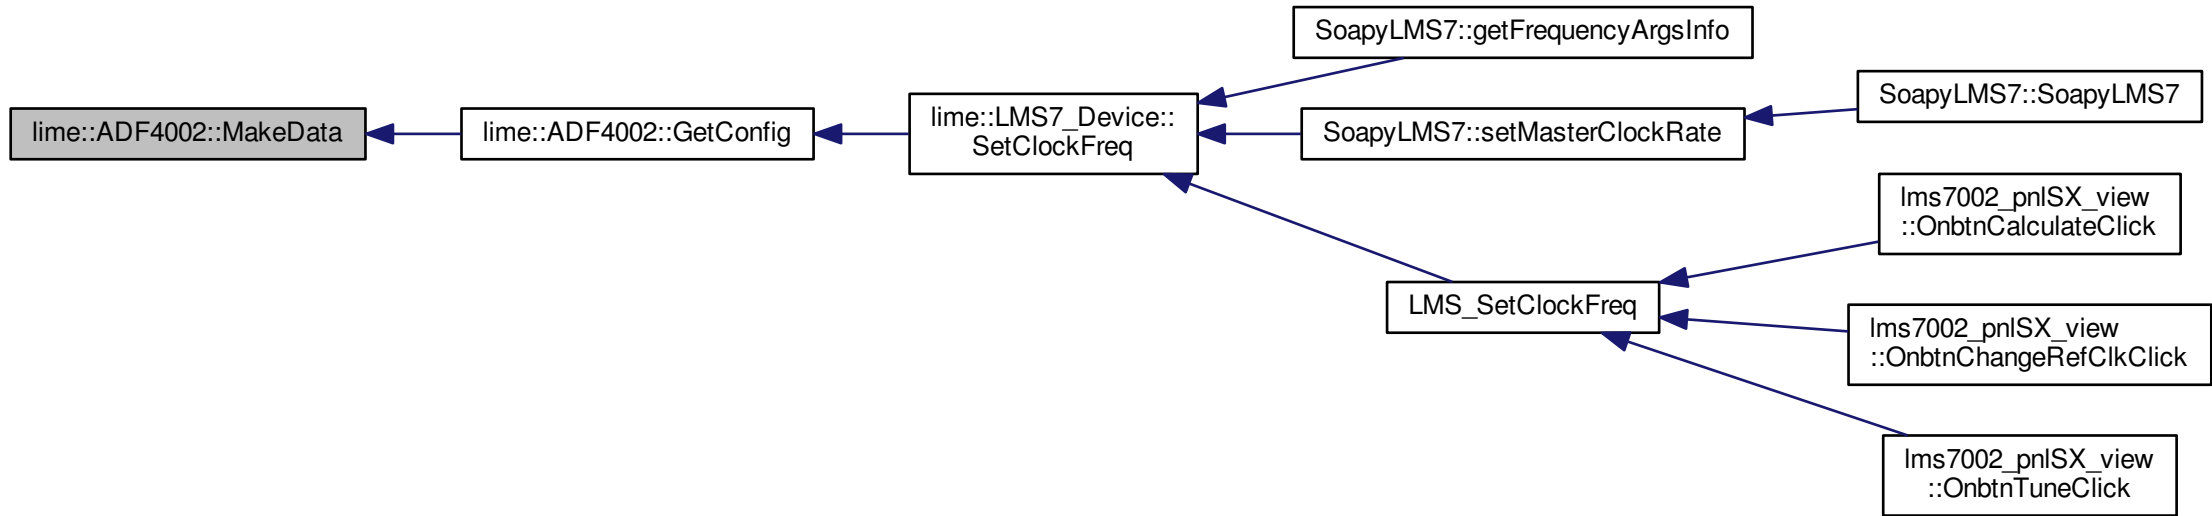 SoapyLMS7::getFrequencyArgsInfo
lime::ADF4002::MakeData
lime::ADF4002::GetConfig
lime::LMS7_Device::
SetClockFreq
SoapyLMS7::setMasterClockRate
SoapyLMS7::SoapyLMS7
LMS_SetClockFreq
lms7002_pnlSX_view
::OnbtnCalculateClick
lms7002_pnlSX_view
::OnbtnChangeRefClkClick
lms7002_pnlSX_view
::OnbtnTuneClick